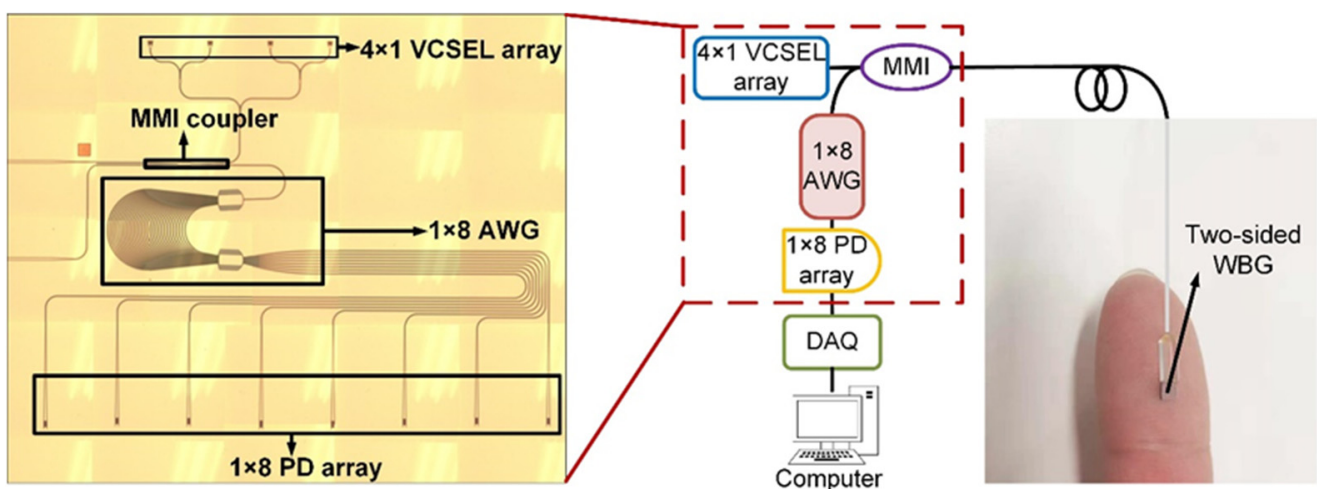 4×1 VCSEL array
MMI coupler
1×8 AWG
1×8 PD array
4×1 VCSEL
array
MMI
1×8
AWG
1×8 PD
array
DAQ
Computer
Two-sided
WBG